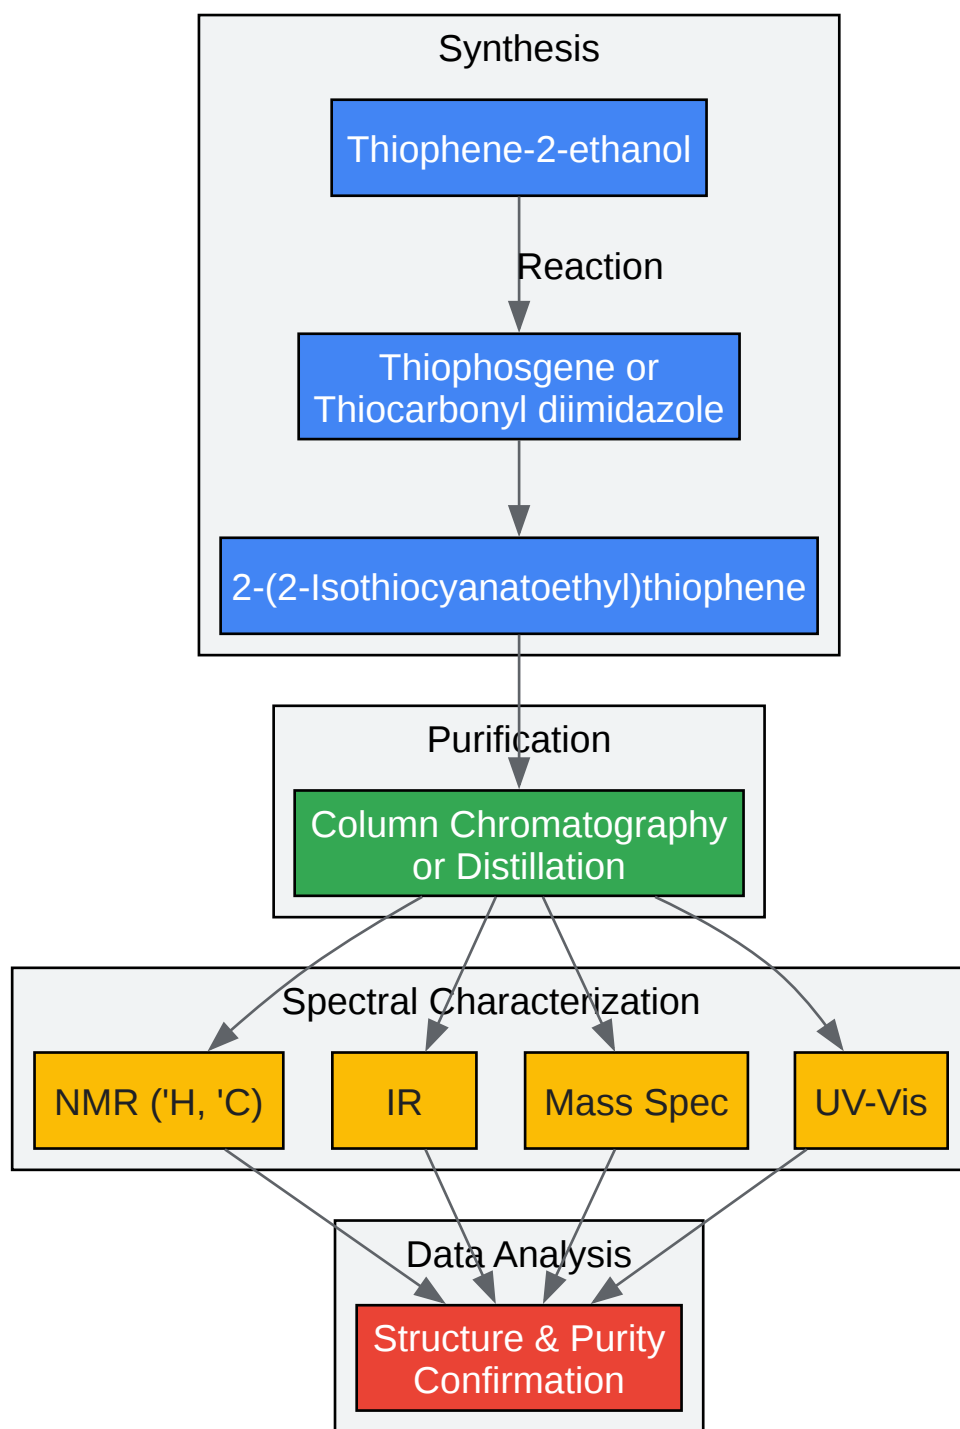 Synthesis
Thiophene-2-ethanol
Reaction
Thiophosgene or
Thiocarbonyl diimidazole
2-(2-Isothiocyanatoethyl)thiophene
Purification
Column Chromatography
or Distillation
Spectral Characterization
NMR ('H, 'C)
IR
Mass Spec
UV-Vis
Data Analysis
Structure & Purity
Confirmation